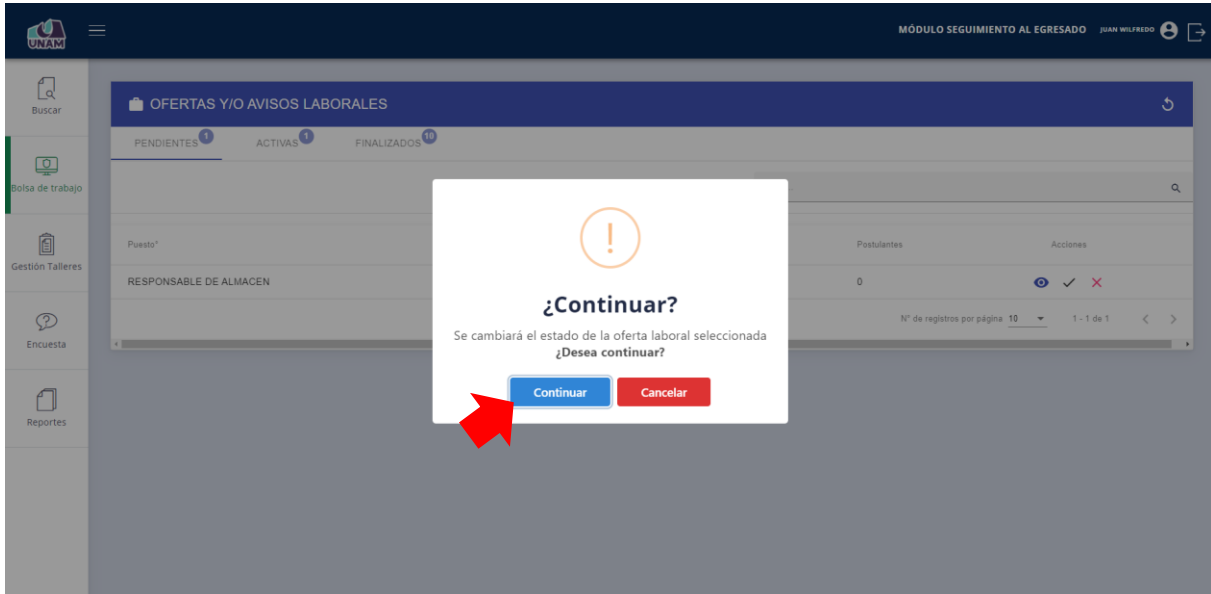 UNAM
MÓDULO SEGUIMIENTO AL EGRESADO JUAN WILFREDO
Buscar
Bolsa de trabajo
Gestión Talleres
Encuesta
Reportes
OFERTAS Y/O AVISOS LABORALES
PENDIENTES 1 ACTIVAS 1 FINALIZADOS 10
Puesto* Postulantes Acciones
RESPONSABLE DE ALMACEN 0
N° de registros por página 10 1 - 1 de 1
!
¿Continuar?
Se cambiará el estado de la oferta laboral seleccionada
¿Desea continuar?
Continuar Cancelar